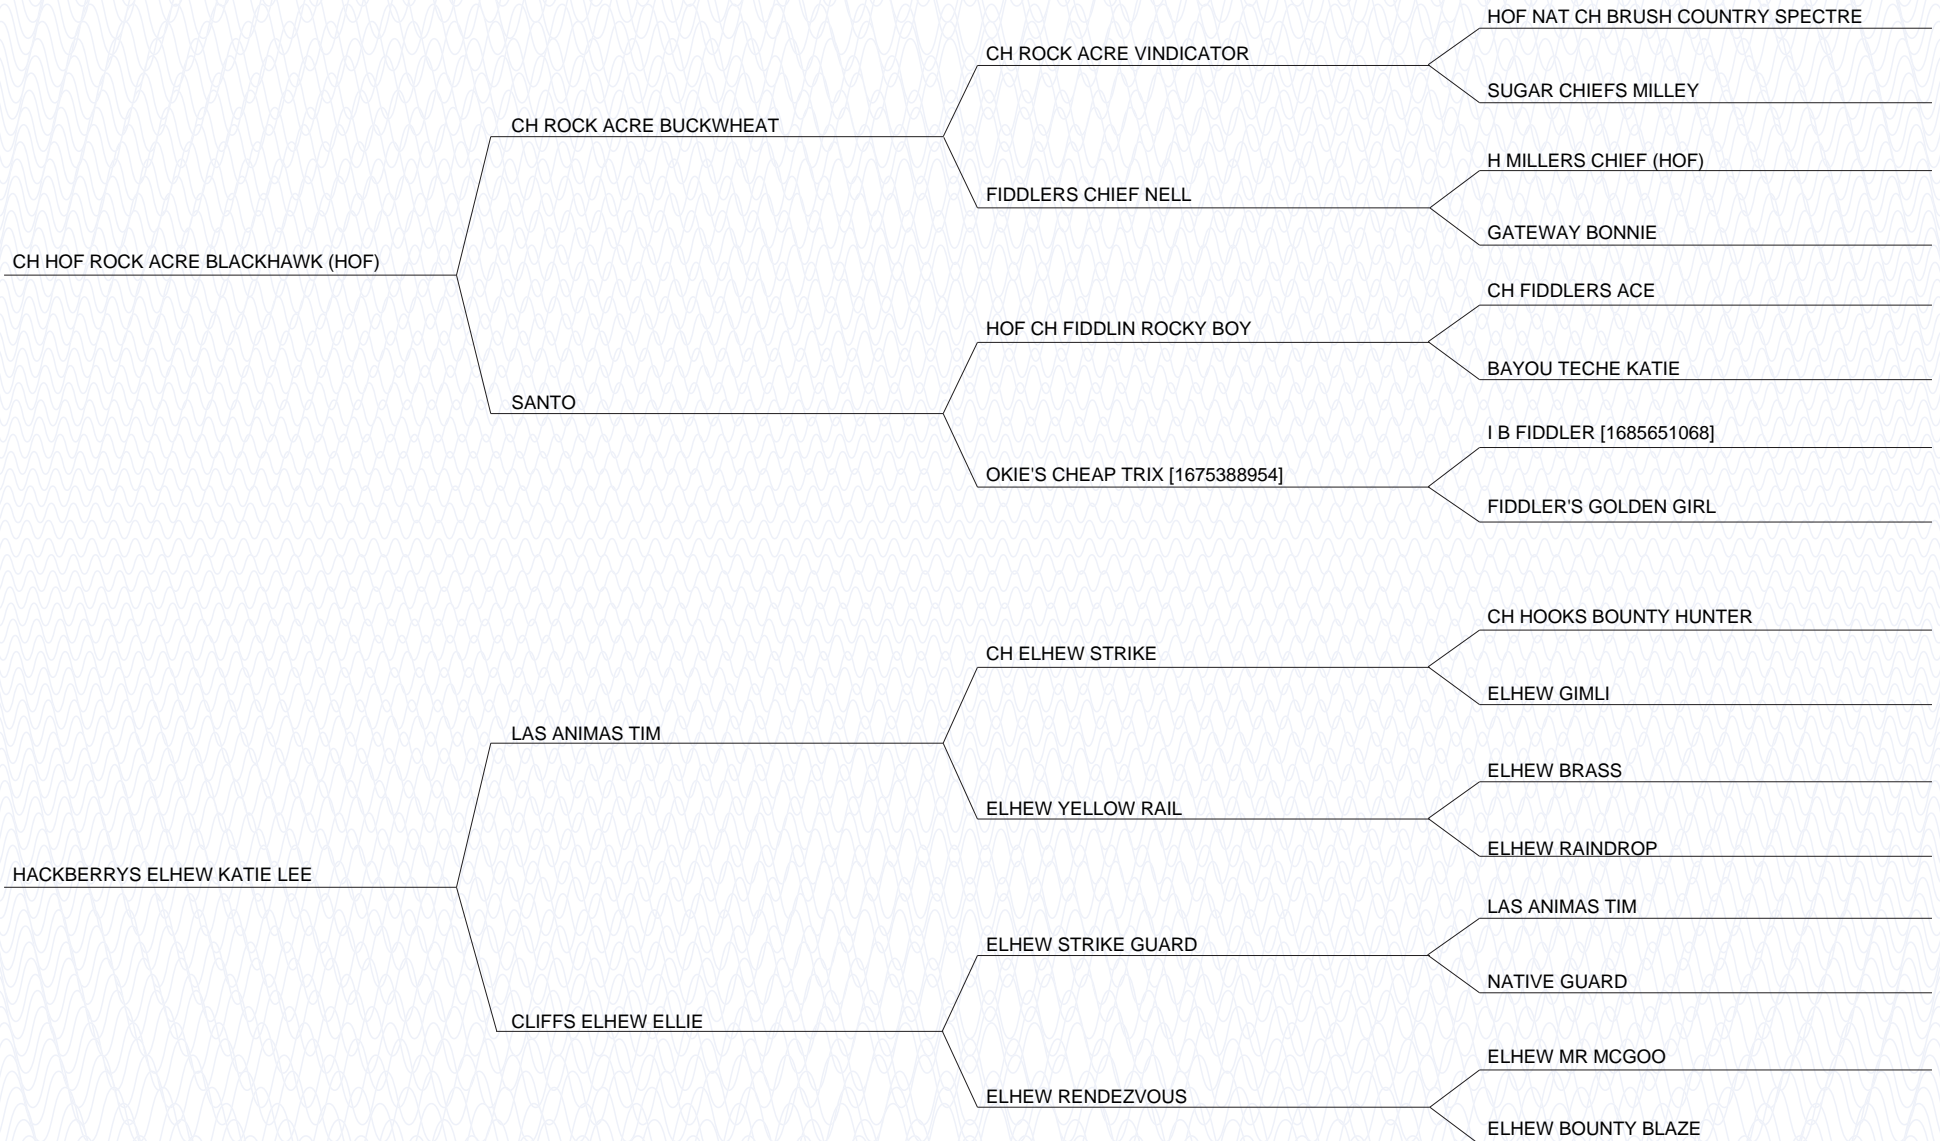 HOF NAT CH BRUSH COUNTRY SPECTRE
CH ROCK ACRE VINDICATOR
SUGAR CHIEFS MILLEY
CH ROCK ACRE BUCKWHEAT
H MILLERS CHIEF (HOF)
FIDDLERS CHIEF NELL
GATEWAY BONNIE
CH HOF ROCK ACRE BLACKHAWK (HOF)
CH FIDDLERS ACE
HOF CH FIDDLIN ROCKY BOY
BAYOU TECHE KATIE
SANTO
I B FIDDLER [1685651068]
OKIE'S CHEAP TRIX [1675388954]
FIDDLER'S GOLDEN GIRL
CH HOOKS BOUNTY HUNTER
CH ELHEW STRIKE
ELHEW GIMLI
LAS ANIMAS TIM
ELHEW BRASS
ELHEW YELLOW RAIL
ELHEW RAINDROP
HACKBERRYS ELHEW KATIE LEE
LAS ANIMAS TIM
ELHEW STRIKE GUARD
NATIVE GUARD
CLIFFS ELHEW ELLIE
ELHEW MR MCGOO
ELHEW RENDEZVOUS
ELHEW BOUNTY BLAZE